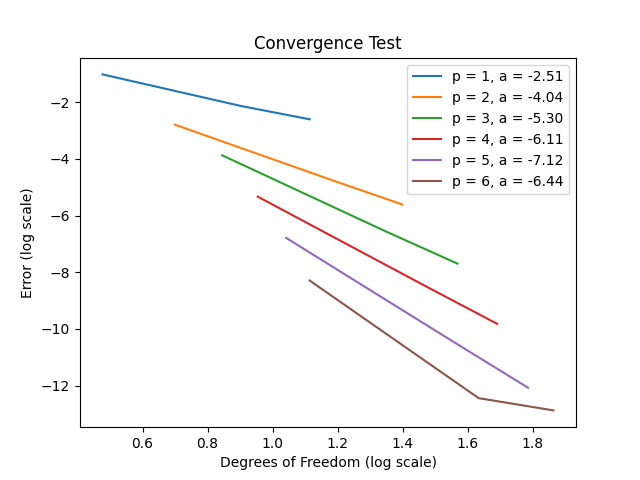 Convergence Test
p = 1, a = -2.51
p = 2, a = -4.04
p = 3, a = -5.30
p = 4, a = -6.11
p = 5, a = -7.12
p = 6, a = -6.44
Error (log scale)
−2
−4
−6
−8
−10
−12
0.6 0.8 1.0 1.2 1.4 1.6 1.8
Degrees of Freedom (log scale)